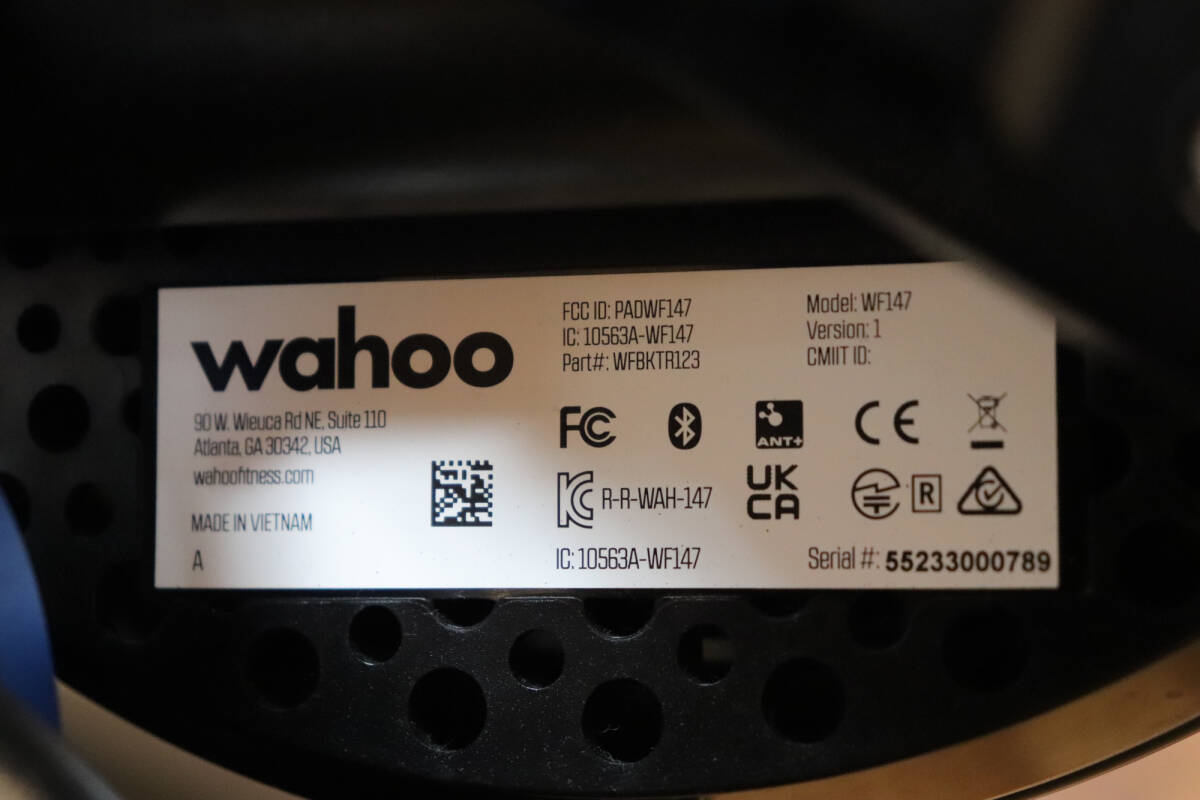 wahoo
90 W. Wieuca Rd NE, Suite 110
Atlanta, GA 30342, USA
wahoofitness.com
MADE IN VIETNAM
A
FCC ID: PADWF147
IC: 10563A-WF147
Part#: WFBKTR123
Model: WF147
Version: 1
CMIIT ID:
FC
ANT+
CE
KC R-R-WAH-147
UK
CA
R
IC: 10563A-WF147
Serial #: 55233000789